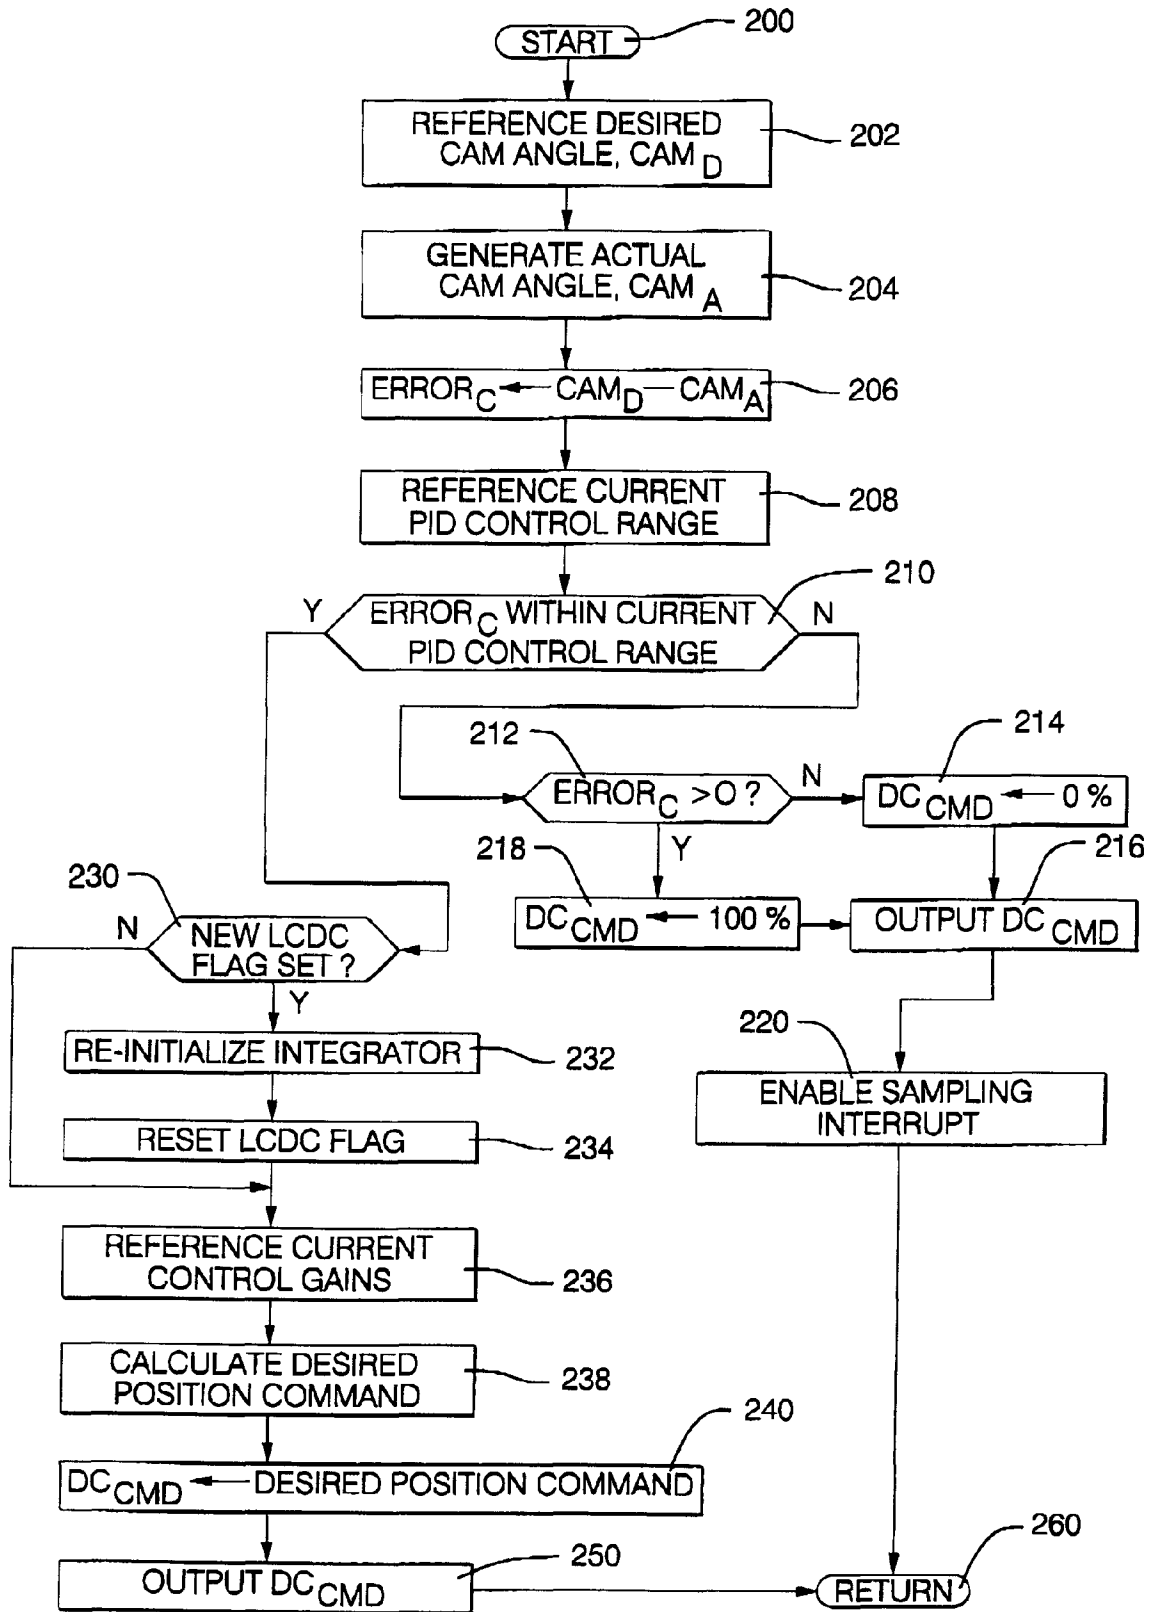 200
START
REFERENCE DESIRED
CAM ANGLE, CAM D
202
GENERATE ACTUAL
CAM ANGLE, CAM A
204
ERROR C ← CAM D — CAM A
206
REFERENCE CURRENT
PID CONTROL RANGE
208
210
Y
ERROR C WITHIN CURRENT
PID CONTROL RANGE
N
212
ERROR C >O ?
N
214
DC CMD ← 0 %
Y
218
DC CMD ← 100 %
216
OUTPUT DC CMD
220
ENABLE SAMPLING
INTERRUPT
230
N
NEW LCDC
FLAG SET ?
Y
RE-INITIALIZE INTEGRATOR
232
RESET LCDC FLAG
234
REFERENCE CURRENT
CONTROL GAINS
236
CALCULATE DESIRED
POSITION COMMAND
238
240
DC CMD ← DESIRED POSITION COMMAND
OUTPUT DC CMD
250
RETURN
260